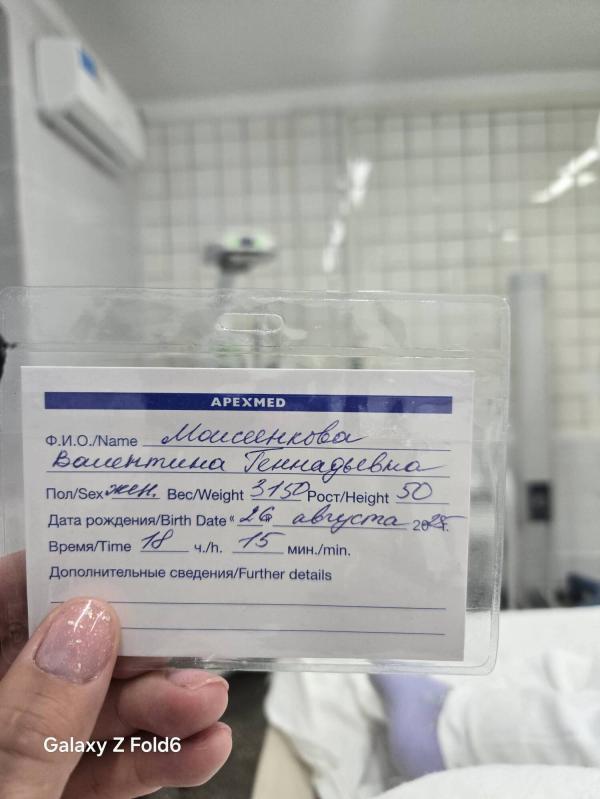 APEXMED
Ф.И.О./Name Моисеенкова
Валентина Геннадьевна
Пол/Sex жен. Вес/Weight 3150 Рост/Height 50
Дата рождения/Birth Date « 26 августа 2025г.
Время/Time 18 ч./h. 15 мин./min.
Дополнительные сведения/Further details
Galaxy Z Fold6